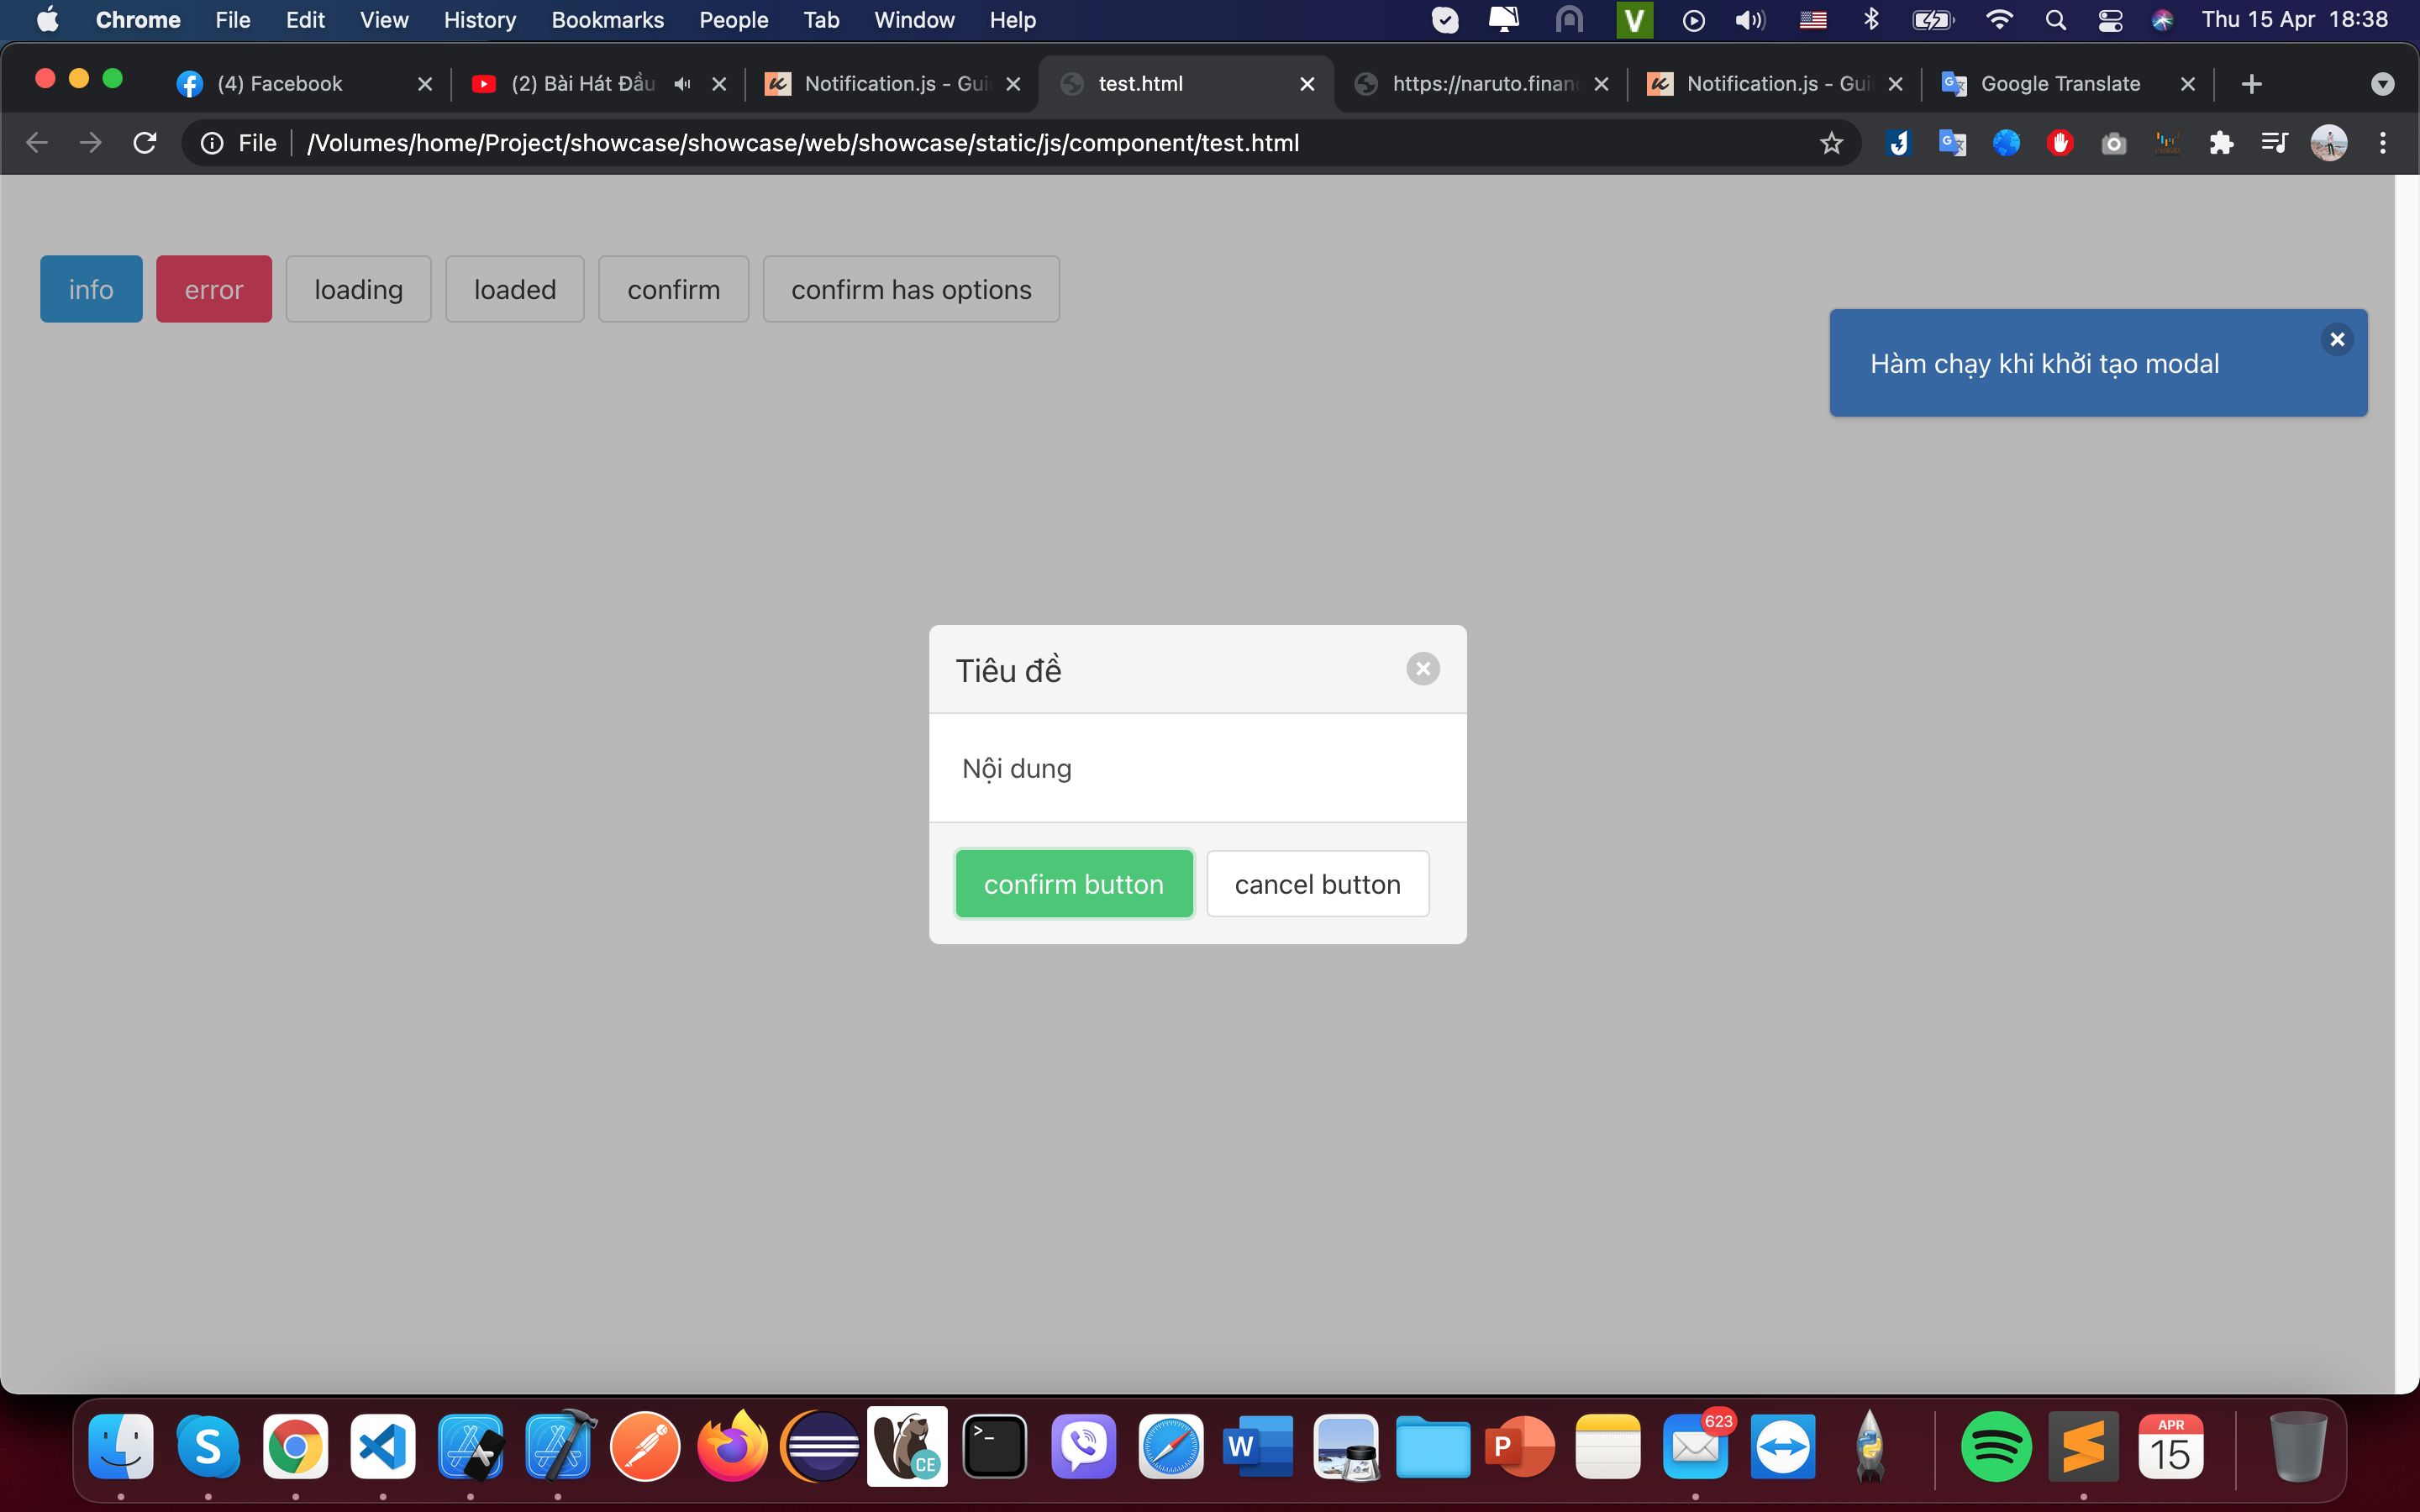 Chrome File Edit View History Bookmarks People Tab Window Help
V
Thu 15 Apr 18:38
(4) Facebook
(2) Bài Hát Đầu
Notification.js - Gui
test.html
https://naruto.financ
Notification.js - Gui
Google Translate
File /Volumes/home/Project/showcase/showcase/web/showcase/static/js/component/test.html
info error loading loaded confirm confirm has options
Hàm chạy khi khởi tạo modal
Tiêu đề
Nội dung
confirm button cancel button
S
CE
>_
W
P
623
APR
15